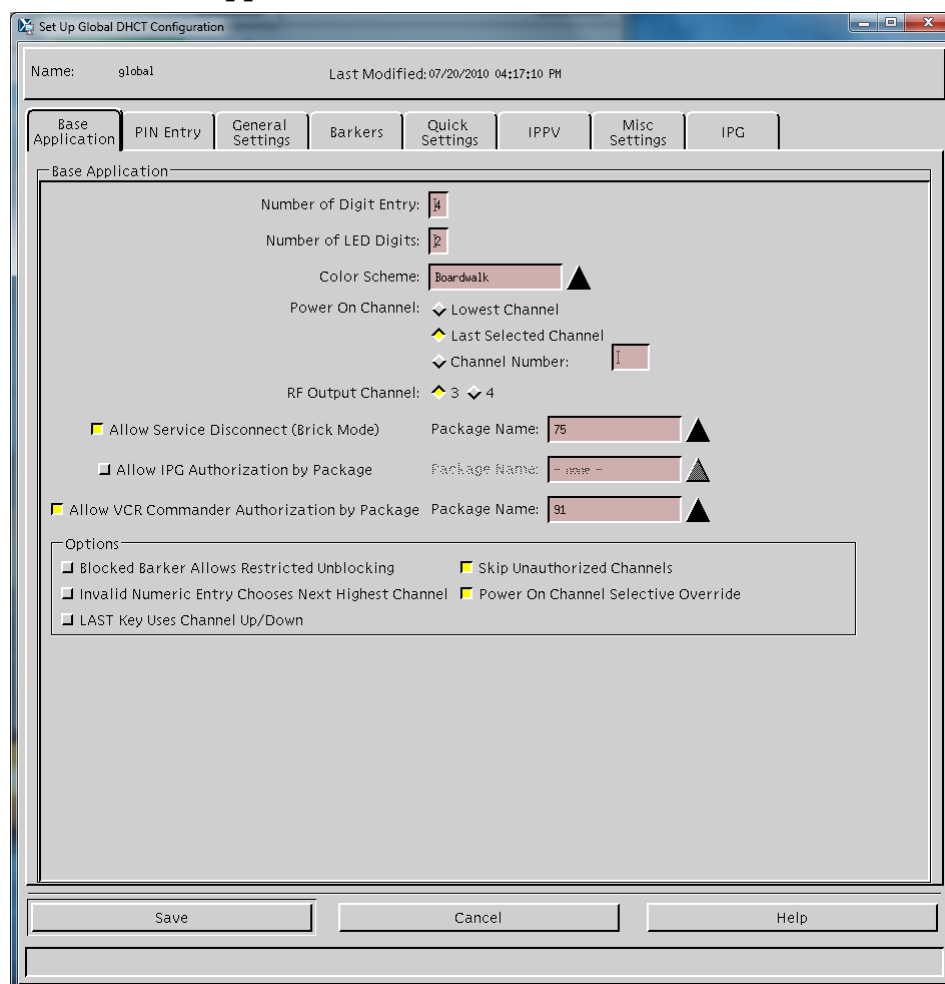 Set Up Global DHCT Configuration
Name: global Last Modified: 07/20/2010 04:17:10 PM
Base Application PIN Entry General Settings Barkers Quick Settings IPPV Misc Settings IPG
Base Application
Number of Digit Entry: 4
Number of LED Digits: 2
Color Scheme: Boardwalk
Power On Channel: Lowest Channel
Last Selected Channel
Channel Number:
RF Output Channel: 3 4
Allow Service Disconnect (Brick Mode) Package Name: 75
Allow IPG Authorization by Package Package Name: - none -
Allow VCR Commander Authorization by Package Package Name: 91
Options
Blocked Barker Allows Restricted Unblocking Skip Unauthorized Channels
Invalid Numeric Entry Chooses Next Highest Channel Power On Channel Selective Override
LAST Key Uses Channel Up/Down
Save Cancel Help